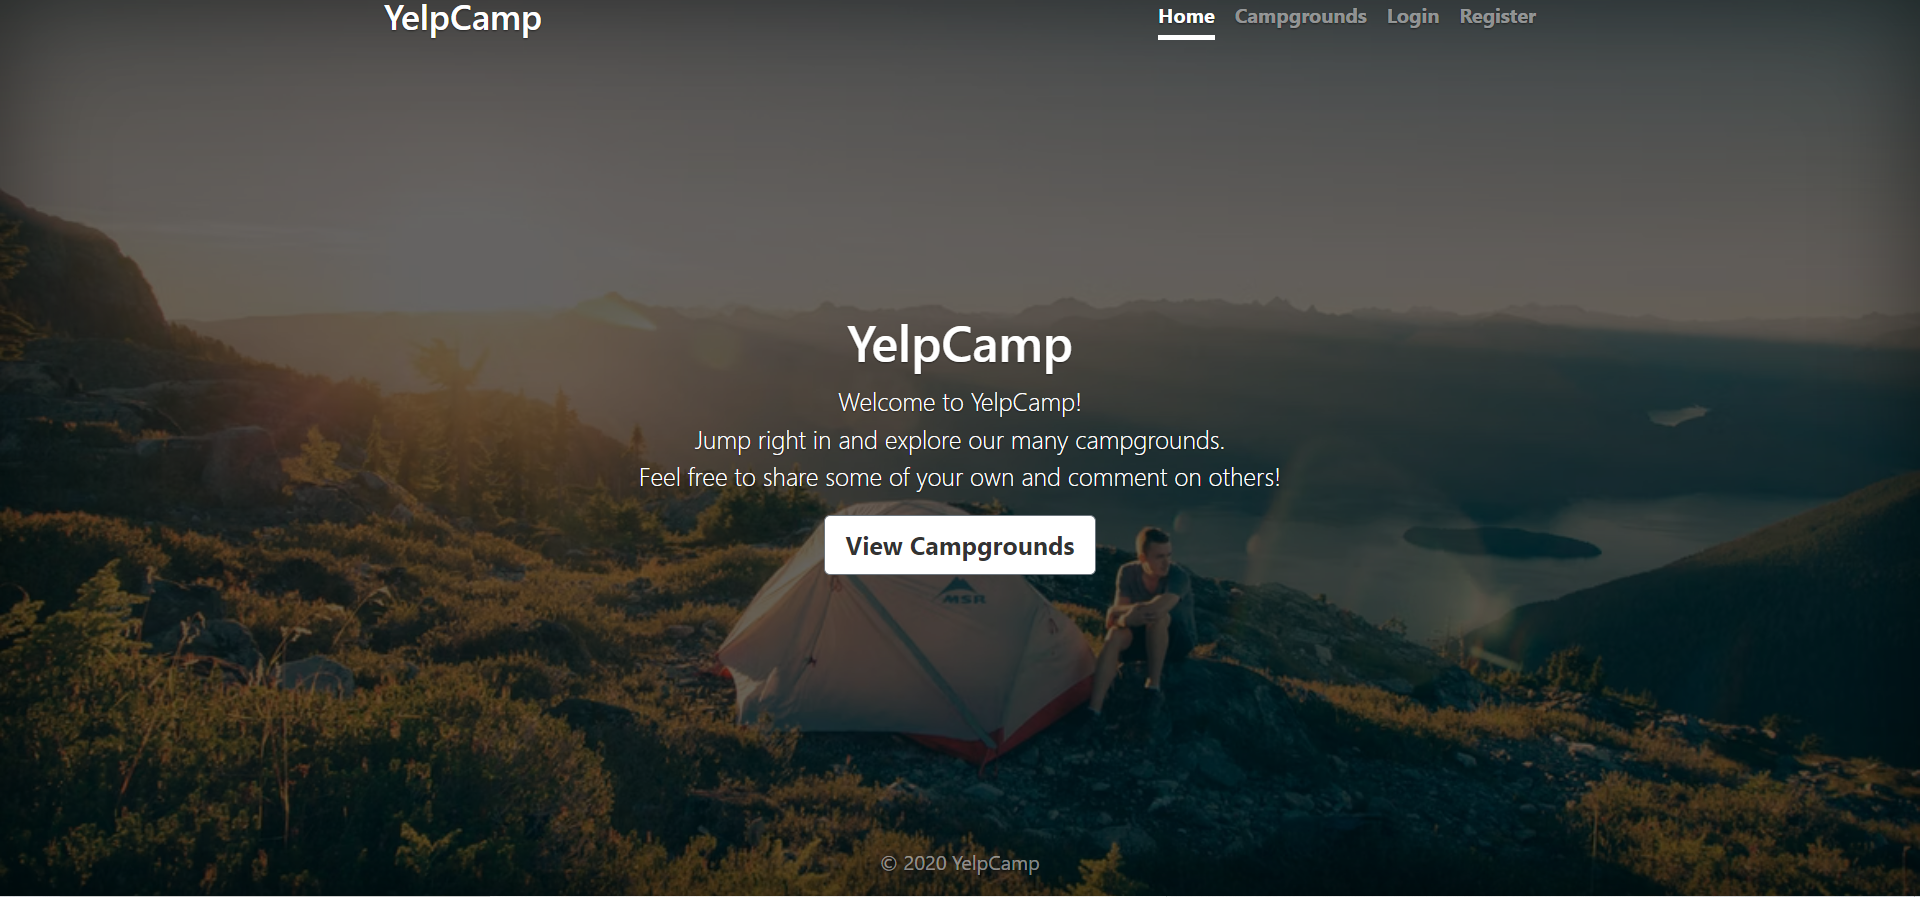 YelpCamp
Home Campgrounds Login Register
YelpCamp
Welcome to YelpCamp!
Jump right in and explore our many campgrounds.
Feel free to share some of your own and comment on others!
View Campgrounds
MSR
© 2020 YelpCamp